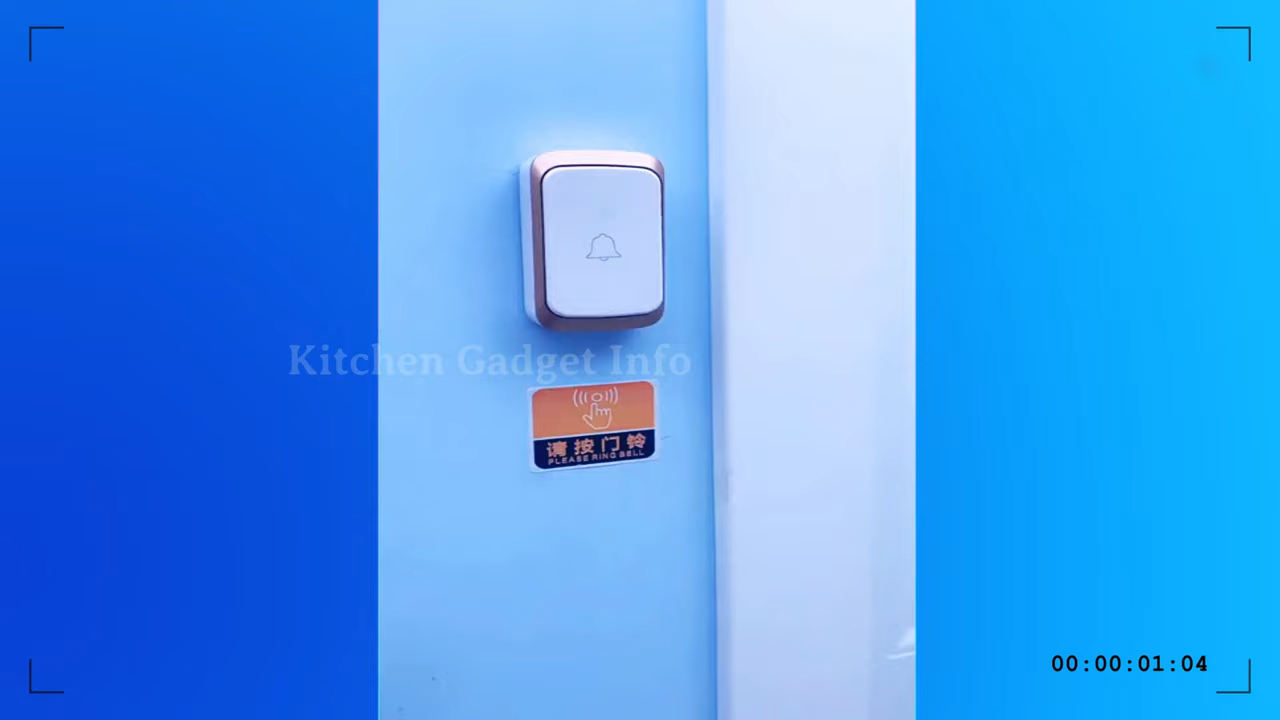 Kitchen Gadget Info
请按门铃
PLEASE RING BELL
00:00:01:04